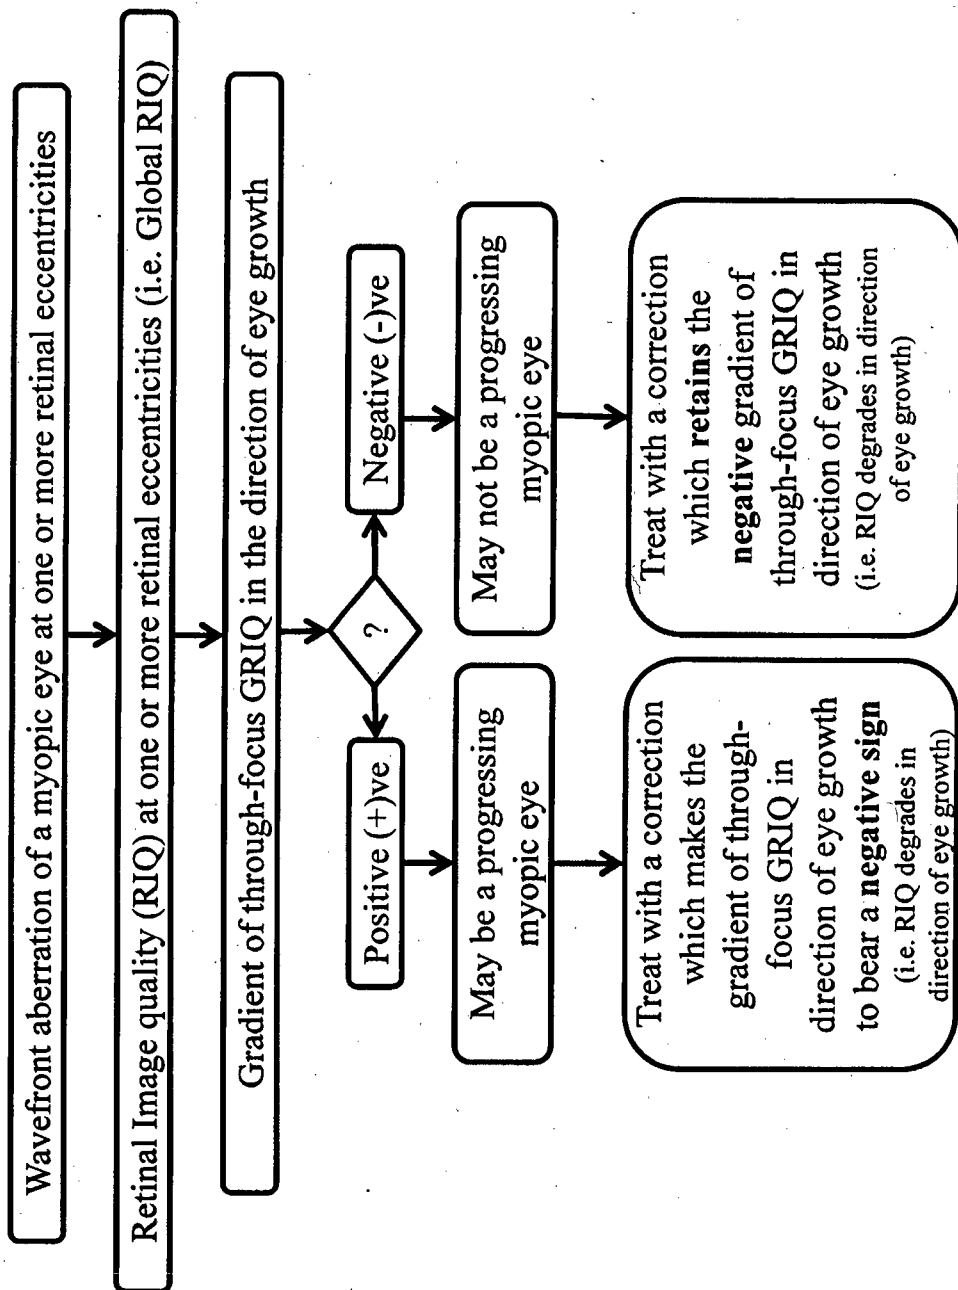 Wavefront aberration of a myopic eye at one or more retinal eccentricities
Retinal Image quality (RIQ) at one or more retinal eccentricities (i.e. Global RIQ)
Gradient of through-focus GRIQ in the direction of eye growth
?
Positive (+)ve
Negative (-)ve
May be a progressing
myopic eye
May not be a progressing
myopic eye
Treat with a correction
which makes the
gradient of through-
focus GRIQ in
direction of eye growth
to bear a negative sign
(i.e. RIQ degrades in
direction of eye growth)
Treat with a correction
which retains the
negative gradient of
through-focus GRIQ in
direction of eye growth
(i.e. RIQ degrades in direction
of eye growth)